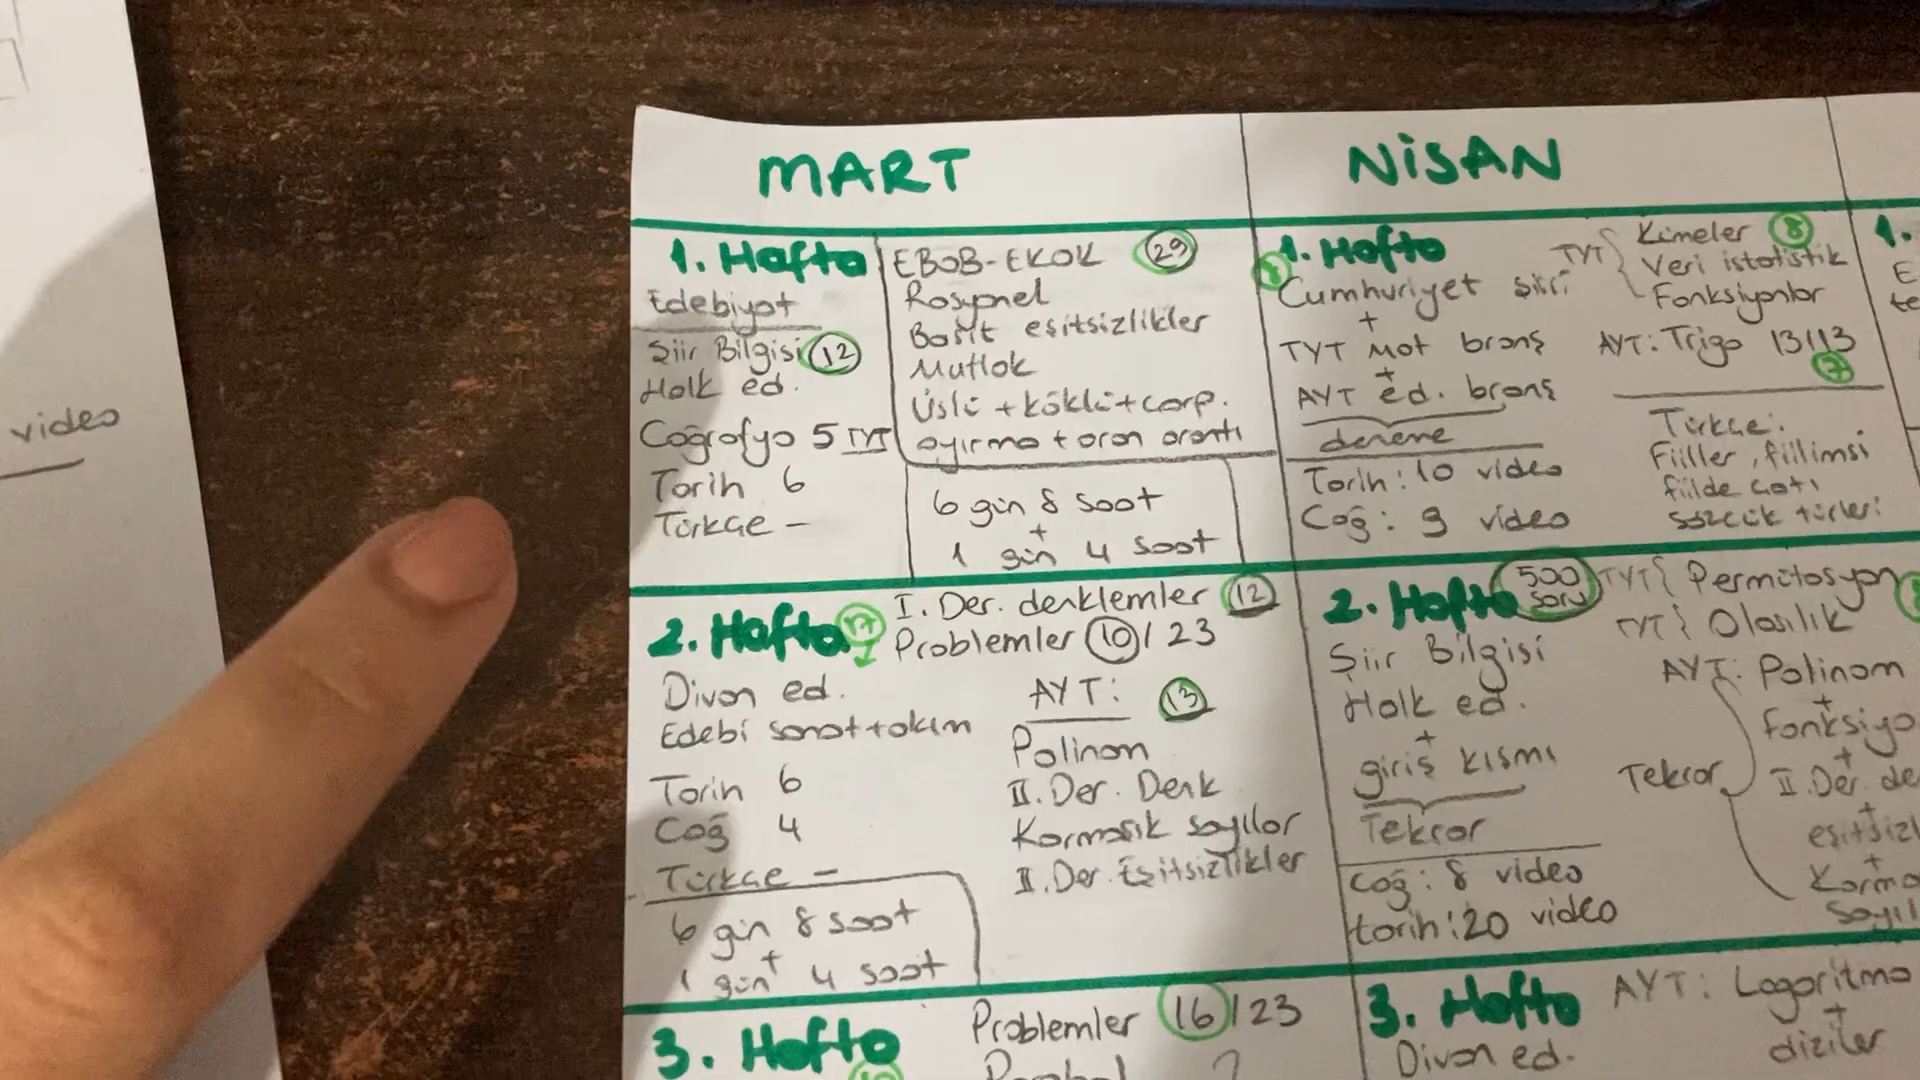 video
MART
NİSAN
1. Hafta
Edebiyat
Şiir Bilgisi 12
Halk ed.
Coğrafya 5 TYT
Tarih 6
Türkçe -
EBOB-EKOK 29
Rasyonel
Basit eşitsizlikler
Mutlak
Üslü + köklü + çarp.
ayırma + oran orantı
6 gün 8 saat
+
1 gün 4 saat
1. Hafta
8 Cumhuriyet şiiri
+
TYT Mat branş
+
AYT ed. branş
deneme
Tarih: 10 video
Coğ: 9 video
TYT { Kümeler 8
Veri istatistik
Fonksiyonlar
AYT: Trigo 13/13
Türkçe:
Fiiller, fiilimsi
fiilde çatı
sözcük türleri
1.
2. Hafta 17
Divan ed.
Edebi sanat + akım
Tarih 6
Coğ 4
Türkçe -
6 gün 8 saat
+
1 gün 4 saat
I. Der. denklemler 12
Problemler 10/23
AYT: 13
Polinom
II. Der. Denk
Karmaşık sayılar
II. Der. Eşitsizlikler
2. Hafta 500 soru
Şiir Bilgisi
Halk ed.
+
giriş kısmı
Tekrar
Coğ: 8 video
tarih: 20 video
TYT { Permütasyon
TYT { Olasılık
AYT: Polinom
+
fonksiyo
+
II. Der. de
+
eşitsizl
+
Karma
sayıl
Tekrar
3. Hafta
Problemler 16/23
3. Hafta
Divan ed.
AYT: Logaritma
+
diziler